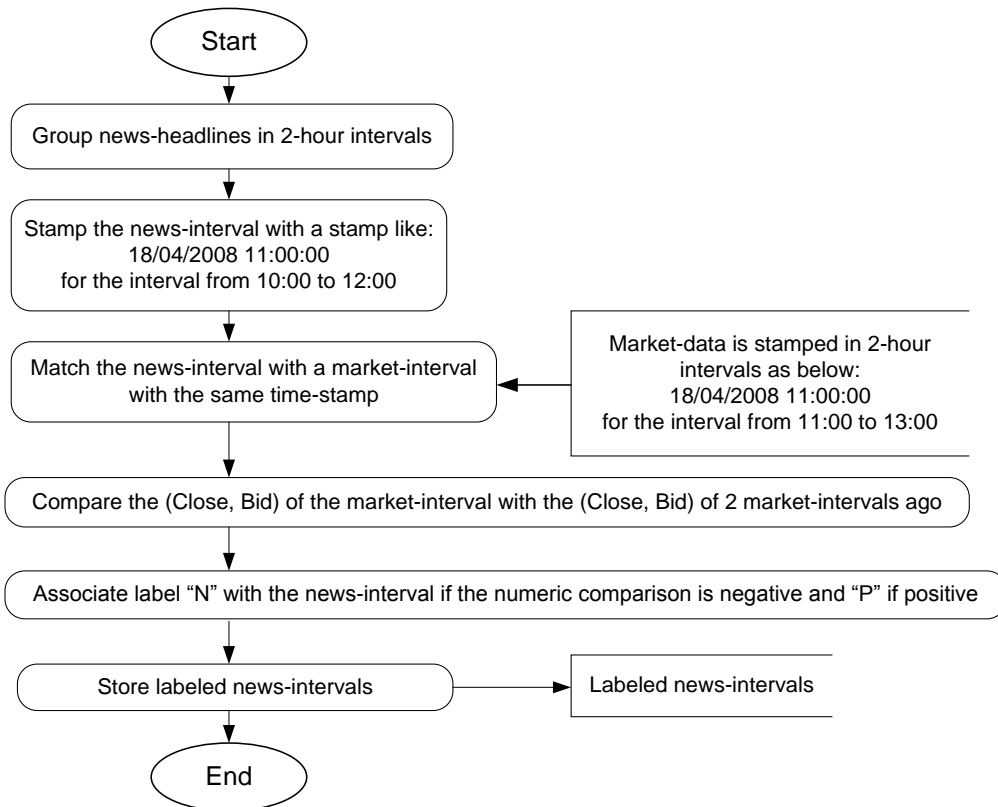 Start
Group news-headlines in 2-hour intervals
Stamp the news-interval with a stamp like:
18/04/2008 11:00:00
for the interval from 10:00 to 12:00
Match the news-interval with a market-interval
with the same time-stamp
Market-data is stamped in 2-hour
intervals as below:
18/04/2008 11:00:00
for the interval from 11:00 to 13:00
Compare the (Close, Bid) of the market-interval with the (Close, Bid) of 2 market-intervals ago
Associate label “N” with the news-interval if the numeric comparison is negative and “P” if positive
Store labeled news-intervals
Labeled news-intervals
End